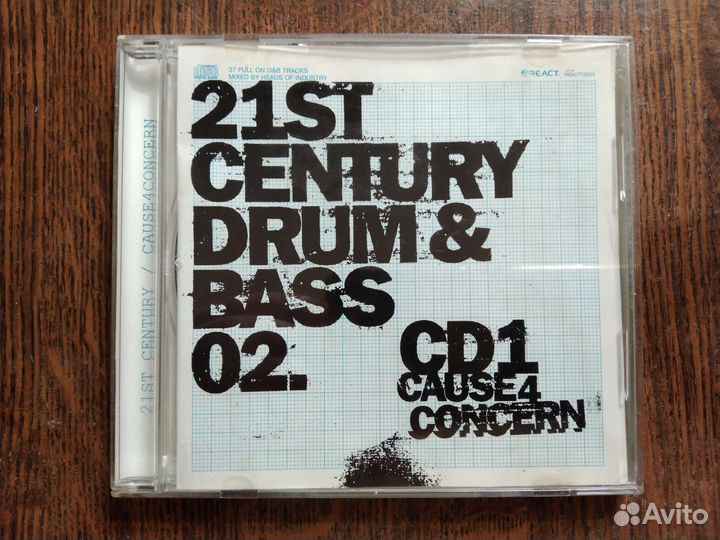 37 FULL ON D&B TRACKS
MIXED BY HEADS OF INDUSTRY
REACT.
21ST
CENTURY
DRUM &
BASS
02.
CD1
CAUSE4
CONCERN
21ST CENTURY / CAUSE4CONCERN
Avito